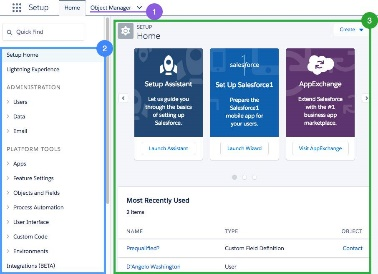 Setup
Home
Object Manager
1
Quick Find
2
Setup Home
Lightning Experience
ADMINISTRATION
Users
Data
Email
PLATFORM TOOLS
Apps
Feature Settings
Objects and Fields
Process Automation
User Interface
Custom Code
Environments
Integrations (BETA)
3
SETUP
Home
Create
Setup Assistant
Let us guide you
through the basics
of setting up
Salesforce.
Launch Assistant
salesforce
Set Up Salesforce1
Prepare the
Salesforce1
mobile app for
your users.
Launch Wizard
AppExchange
Extend Salesforce
with the #1
business app
marketplace.
Visit AppExchange
Most Recently Used
2 items
NAME TYPE OBJECT
Prequalified? Custom Field Definition Contact
D'Angelo Washington User